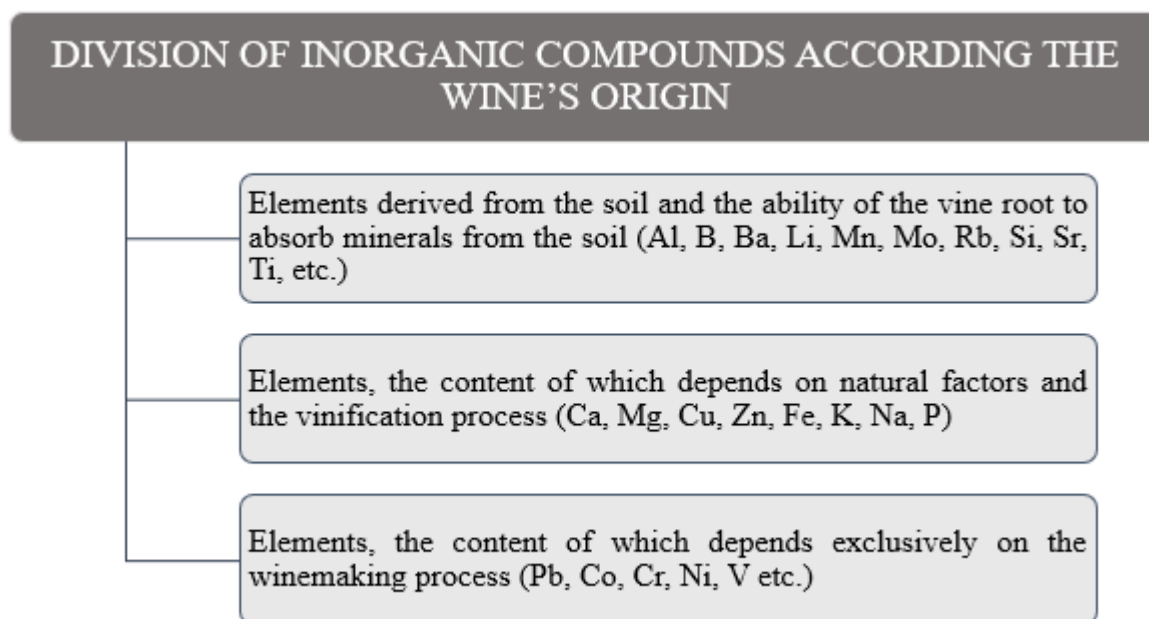 DIVISION OF INORGANIC COMPOUNDS ACCORDING THE
WINE’S ORIGIN
Elements derived from the soil and the ability of the vine root to
absorb minerals from the soil (Al, B, Ba, Li, Mn, Mo, Rb, Si, Sr,
Ti, etc.)
Elements, the content of which depends on natural factors and
the vinification process (Ca, Mg, Cu, Zn, Fe, K, Na, P)
Elements, the content of which depends exclusively on the
winemaking process (Pb, Co, Cr, Ni, V etc.)